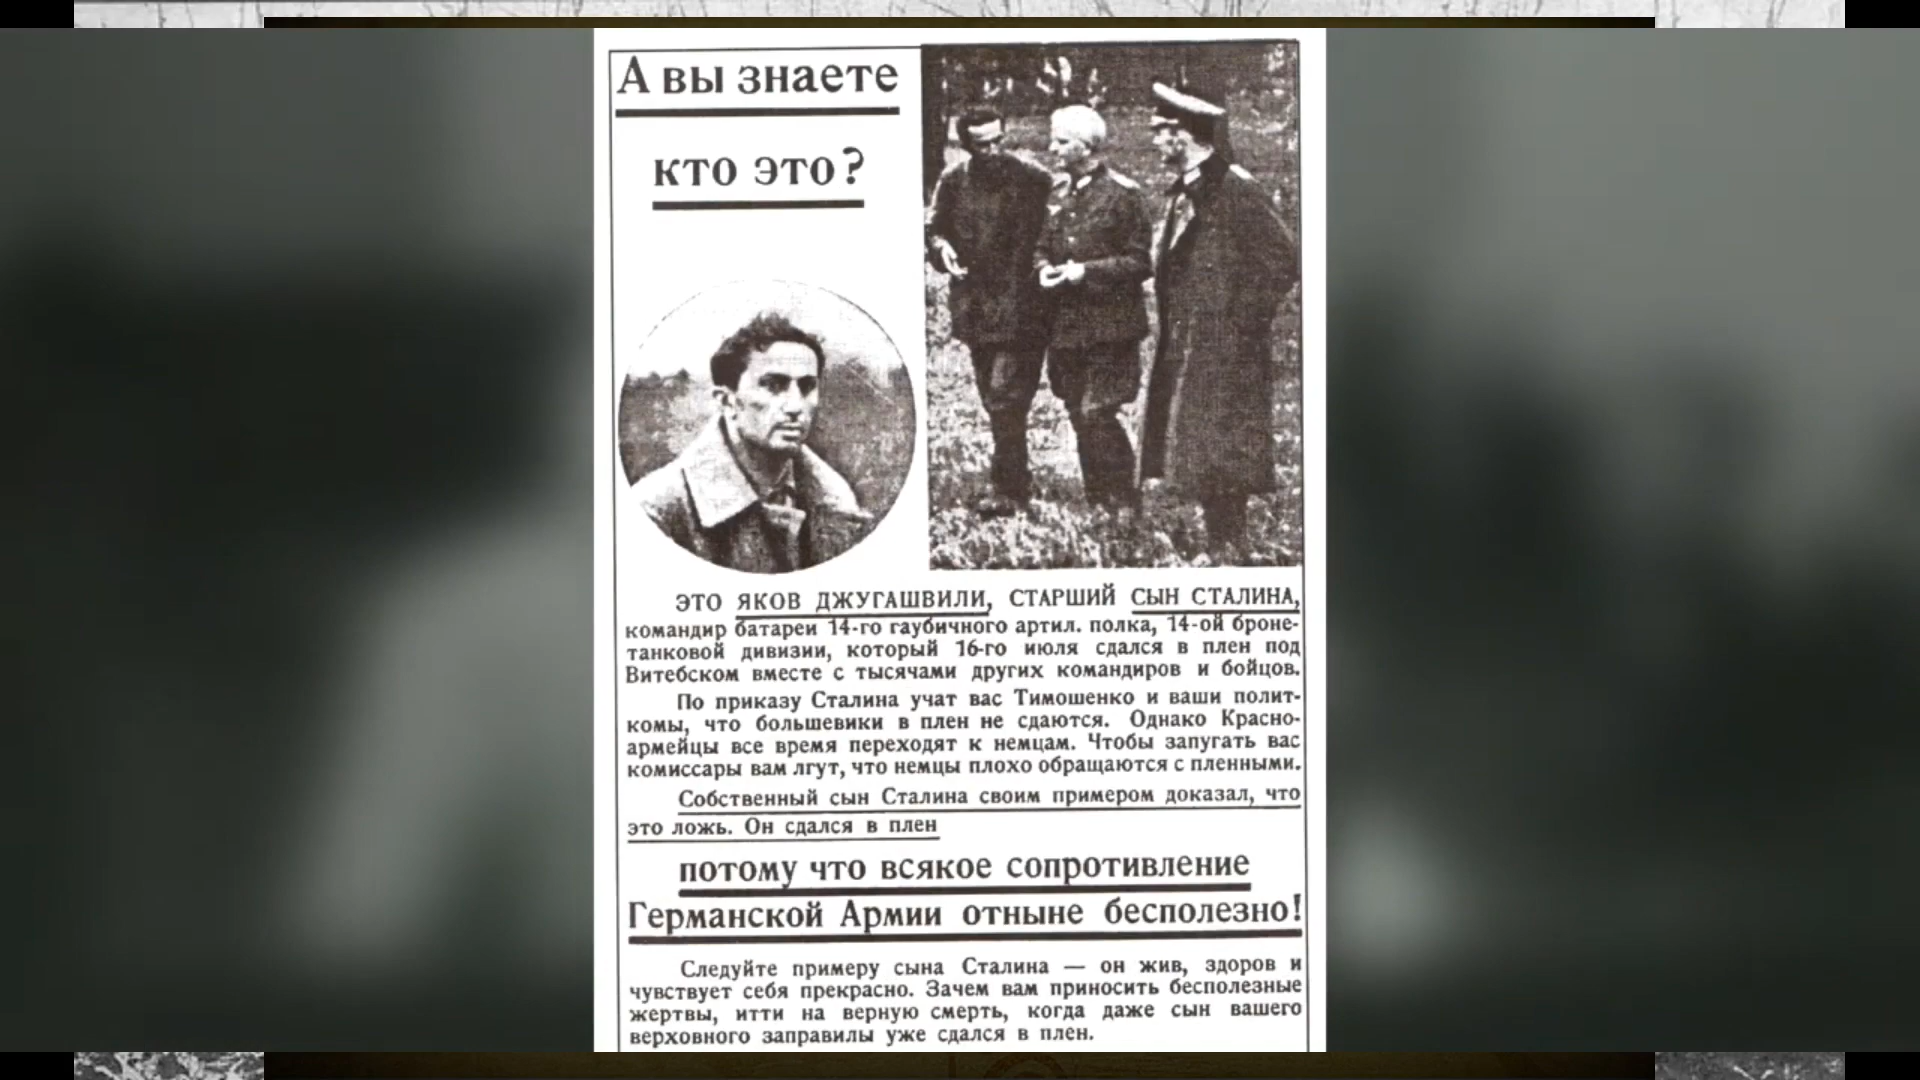 А вы знаете
кто это?
ЭТО ЯКОВ ДЖУГАШВИЛИ, СТАРШИЙ СЫН СТАЛИНА,
командир батареи 14-го гаубичного артил. полка, 14-ой броне-
танковой дивизии, который 16-го июля сдался в плен под
Витебском вместе с тысячами других командиров и бойцов.
По приказу Сталина учат вас Тимошенко и ваши полит-
комы, что большевики в плен не сдаются. Однако Красно-
армейцы все время переходят к немцам. Чтобы запугать вас
комиссары вам лгут, что немцы плохо обращаются с пленными.
Собственный сын Сталина своим примером доказал, что
это ложь. Он сдался в плен
потому что всякое сопротивление
Германской Армии отныне бесполезно!
Следуйте примеру сына Сталина — он жив, здоров и
чувствует себя прекрасно. Зачем вам приносить бесполезные
жертвы, итти на верную смерть, когда даже сын вашего
верховного заправилы уже сдался в плен.